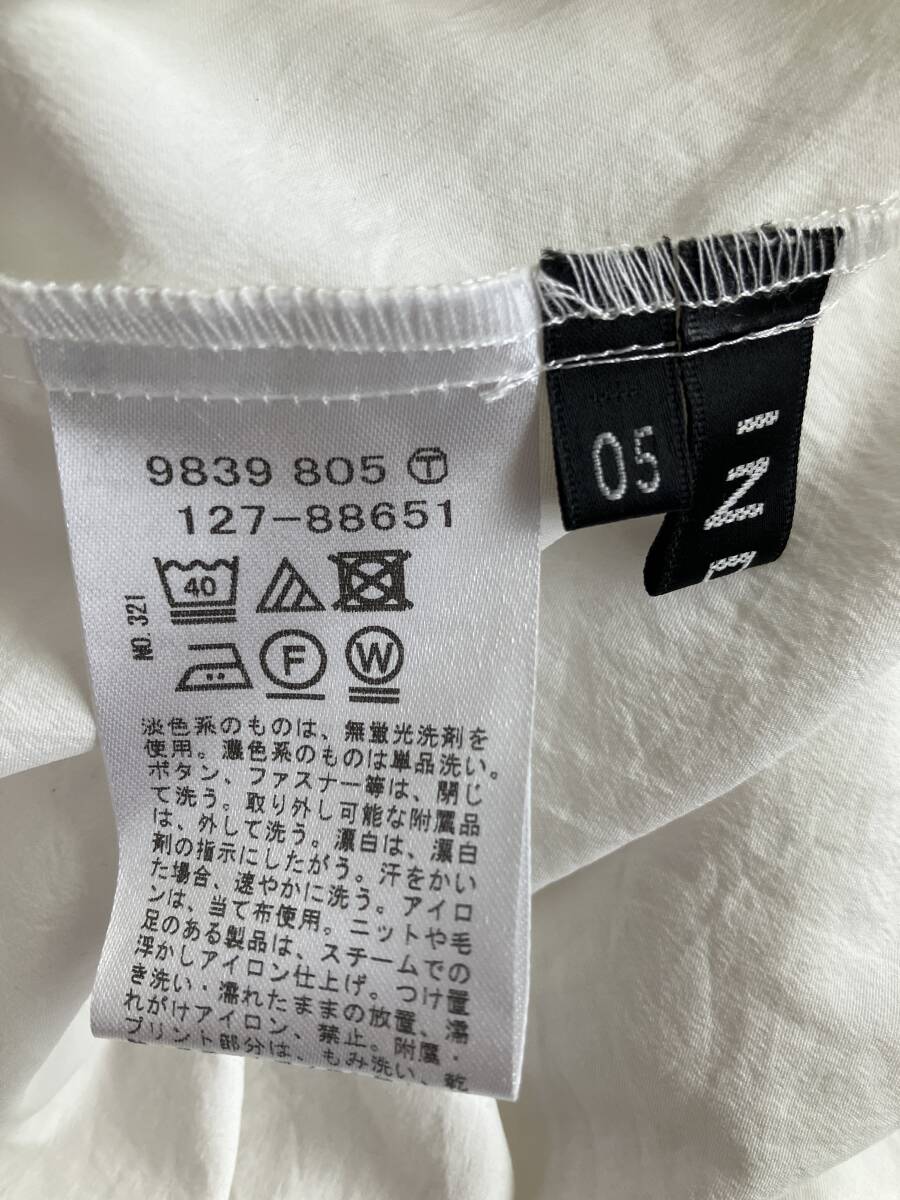 9839 805 Ⓣ
127-88651
40
NO. 321
F W
淡色系のものは、無蛍光洗剤を
使用。濃色系のものは単品洗い。
ボタン、ファスナー等は、閉じ
て洗う。取り外し可能な附属品
は、外して洗う。漂白は、漂白
剤の指示にしたがう。汗をかい
た場合、速やかに洗う。アイロ
ンは、当て布使用。ニットや毛
足のある製品は、スチームでの
浮かしアイロン仕上げ。つけ置
き洗い・濡れたままの放置、濡
れがけアイロン、禁止。附属・
プリント部分は、もみ洗い、乾
05
IN